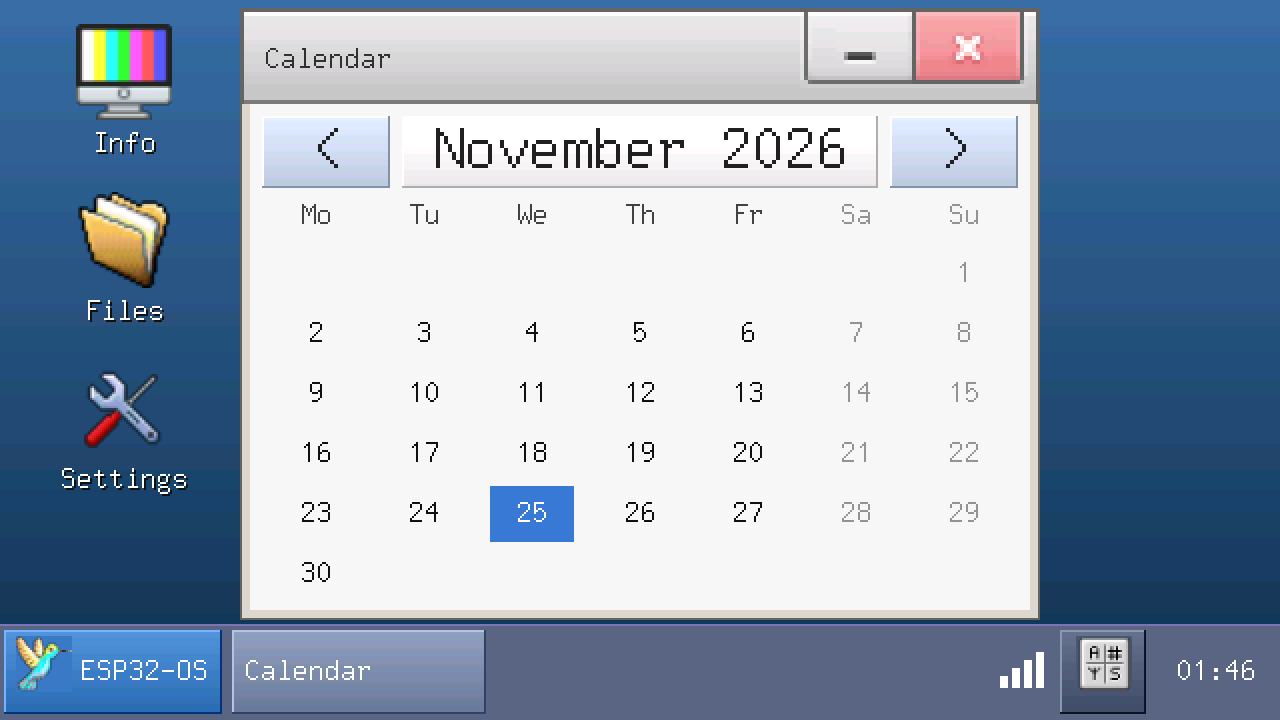 Info
Files
Settings
Calendar
November 2026
Mo Tu We Th Fr Sa Su
1
2 3 4 5 6 7 8
9 10 11 12 13 14 15
16 17 18 19 20 21 22
23 24 25 26 27 28 29
30
ESP32-OS
Calendar
A #
Y S
01:46